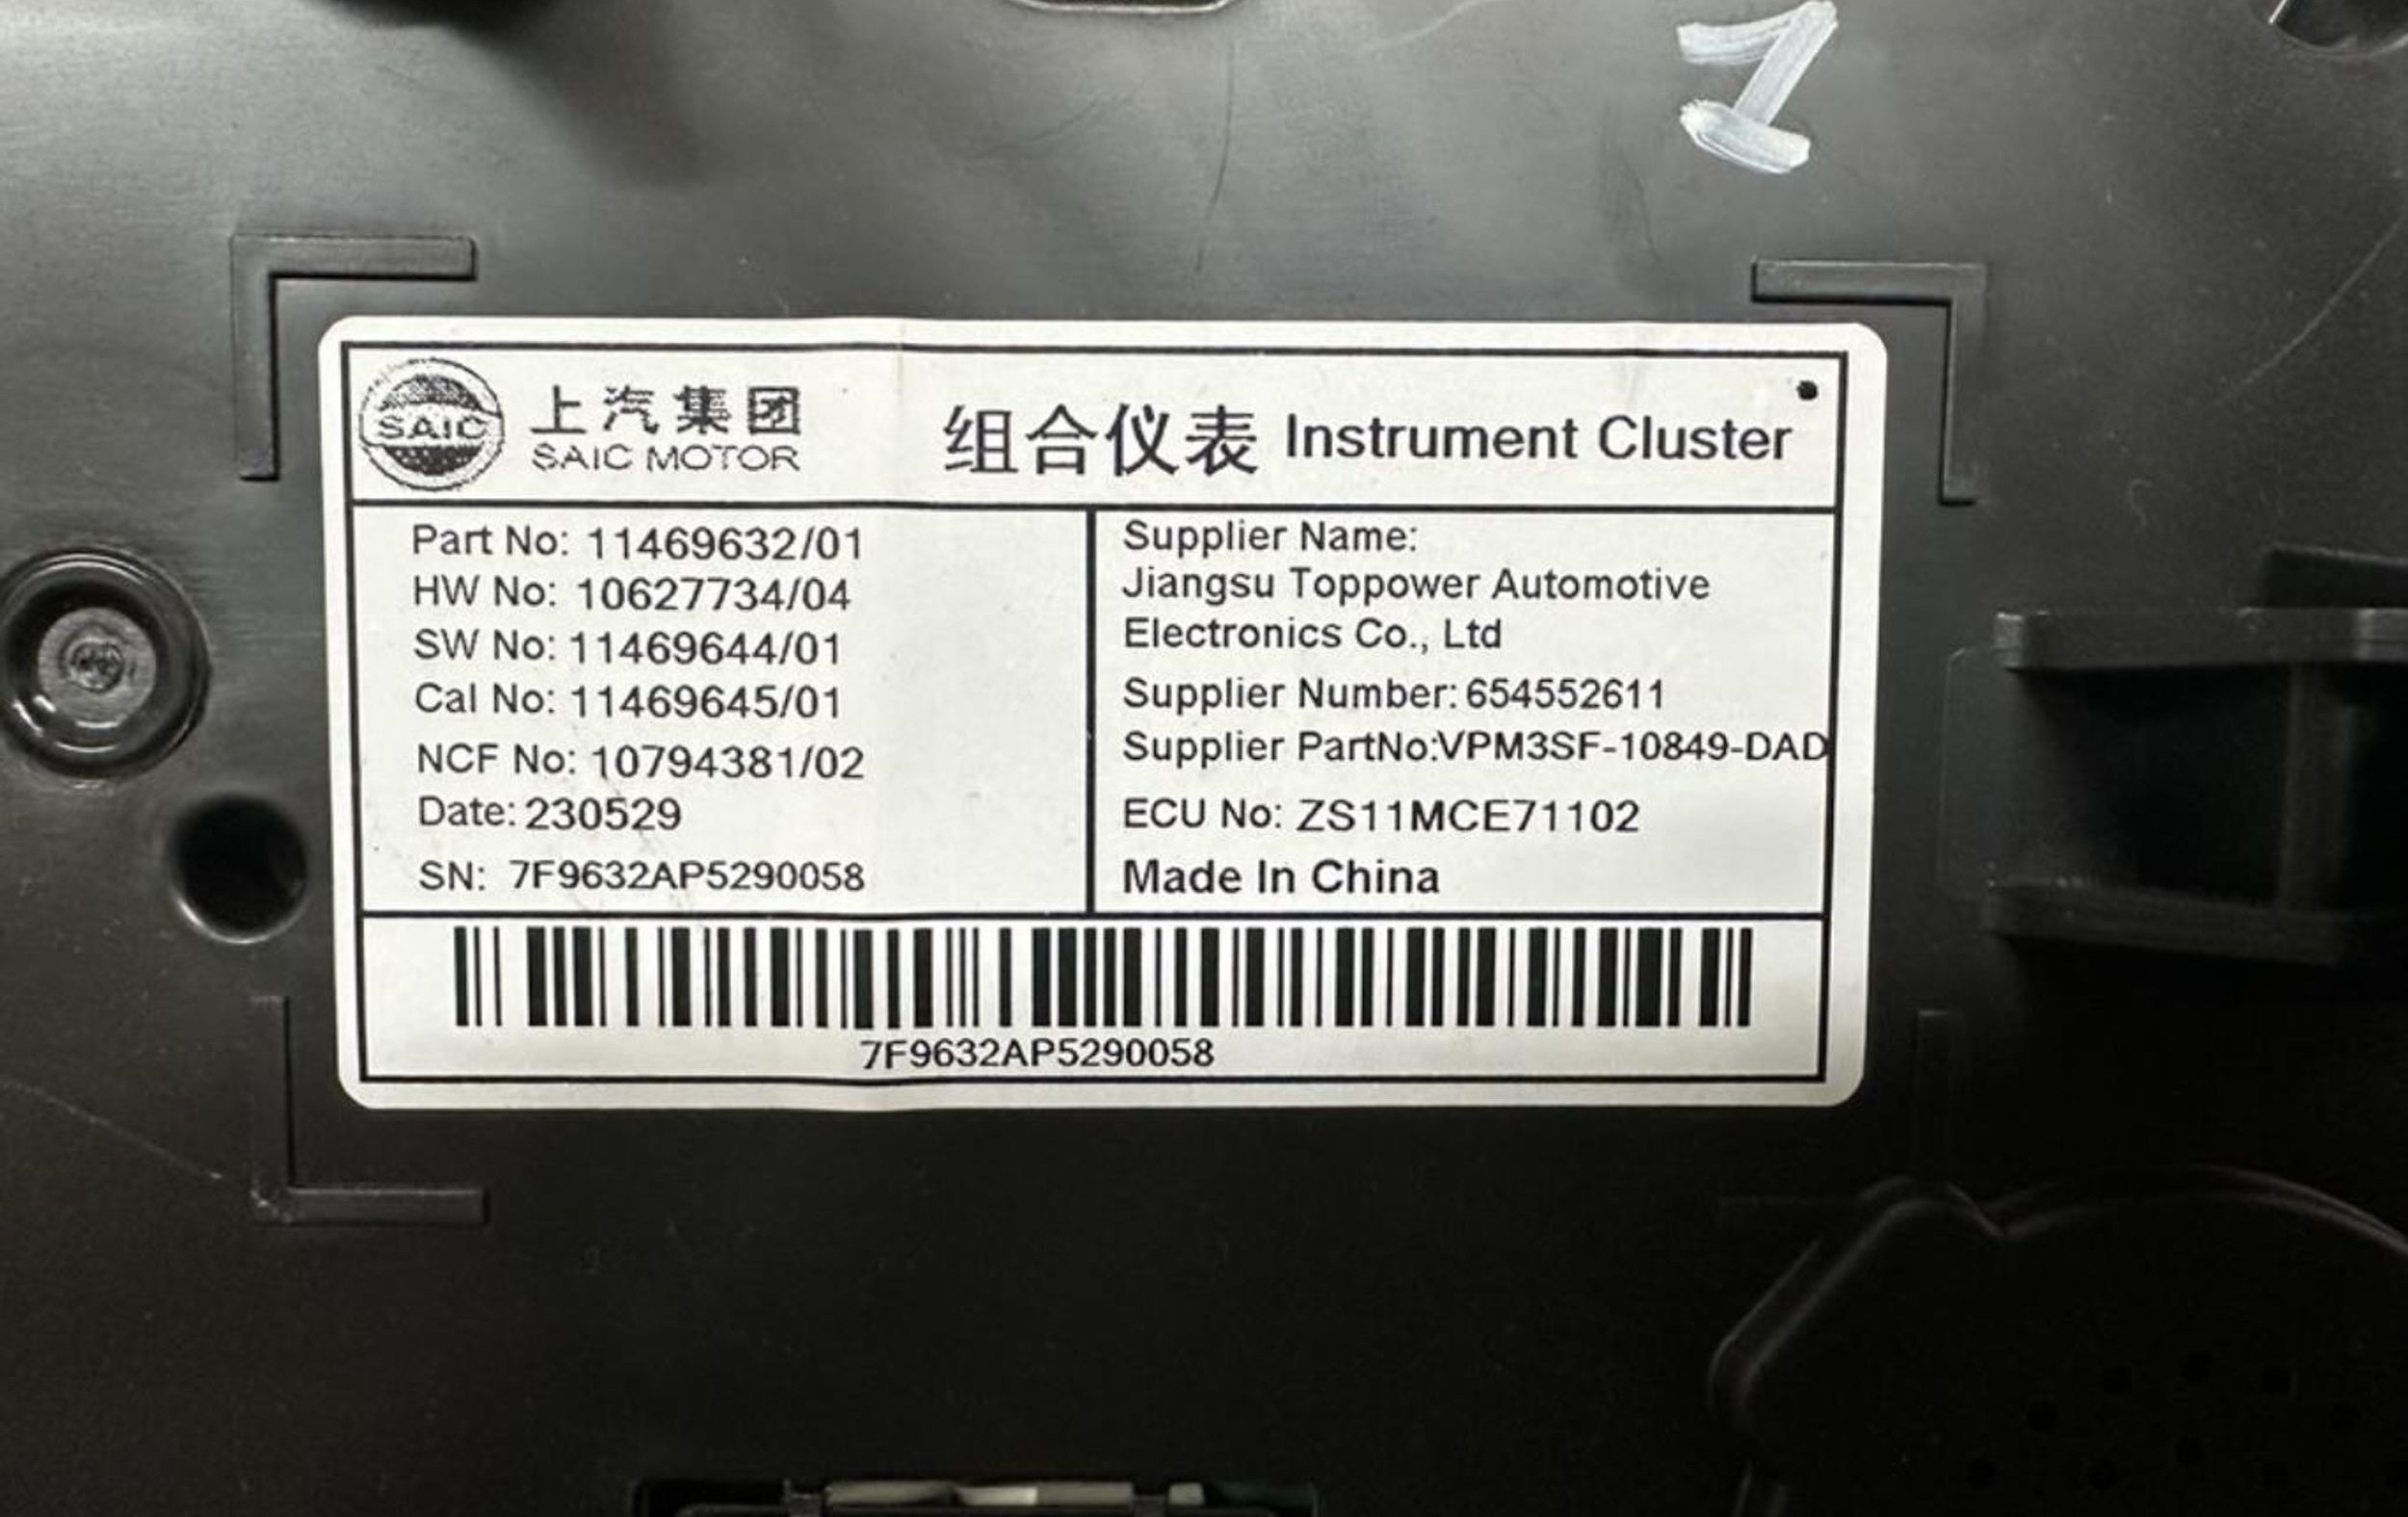 1
SAIC
上汽集团
SAIC MOTOR
组合仪表 Instrument Cluster
Part No: 11469632/01
HW No: 10627734/04
SW No: 11469644/01
Cal No: 11469645/01
NCF No: 10794381/02
Date: 230529
SN: 7F9632AP5290058
Supplier Name:
Jiangsu Toppower Automotive
Electronics Co., Ltd
Supplier Number: 654552611
Supplier PartNo:VPM3SF-10849-DAD
ECU No: ZS11MCE71102
Made In China
7F9632AP5290058